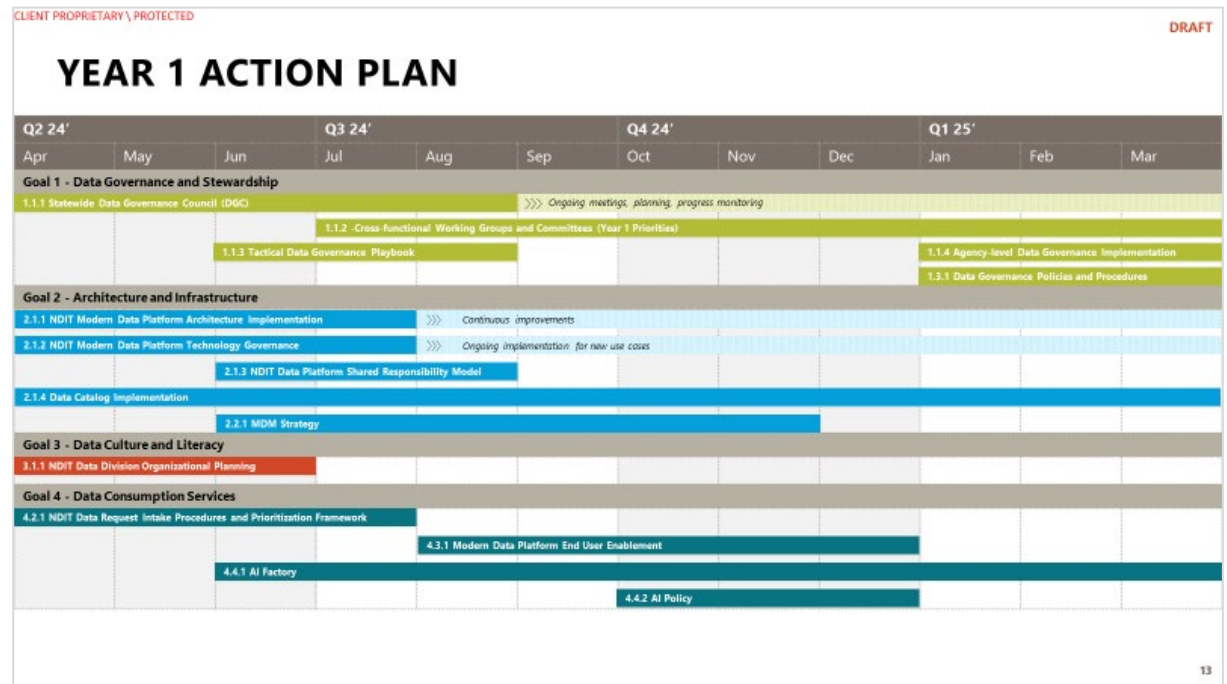 CLIENT PROPRIETARY \ PROTECTED
DRAFT
YEAR 1 ACTION PLAN
Q2 24' Q3 24' Q4 24' Q1 25'
Apr May Jun Jul Aug Sep Oct Nov Dec Jan Feb Mar
Goal 1 - Data Governance and Stewardship
1.1.1 Statewide Data Governance Council (DGC) >>> Ongoing meetings, planning, progress monitoring
1.1.2 -Cross-functional Working Groups and Committees (Year 1 Priorities)
1.1.3 Tactical Data Governance Playbook 1.1.4 Agency-level Data Governance Implementation
1.3.1 Data Governance Policies and Procedures
Goal 2 - Architecture and Infrastructure
2.1.1 NDIT Modern Data Platform Architecture Implementation >>> Continuous improvements
2.1.2 NDIT Modern Data Platform Technology Governance >>> Ongoing implementation for new use cases
2.1.3 NDIT Data Platform Shared Responsibility Model
2.1.4 Data Catalog Implementation
2.2.1 MDM Strategy
Goal 3 - Data Culture and Literacy
3.1.1 NDIT Data Division Organizational Planning
Goal 4 - Data Consumption Services
4.2.1 NDIT Data Request Intake Procedures and Prioritization Framework
4.3.1 Modern Data Platform End User Enablement
4.4.1 AI Factory
4.4.2 AI Policy
13